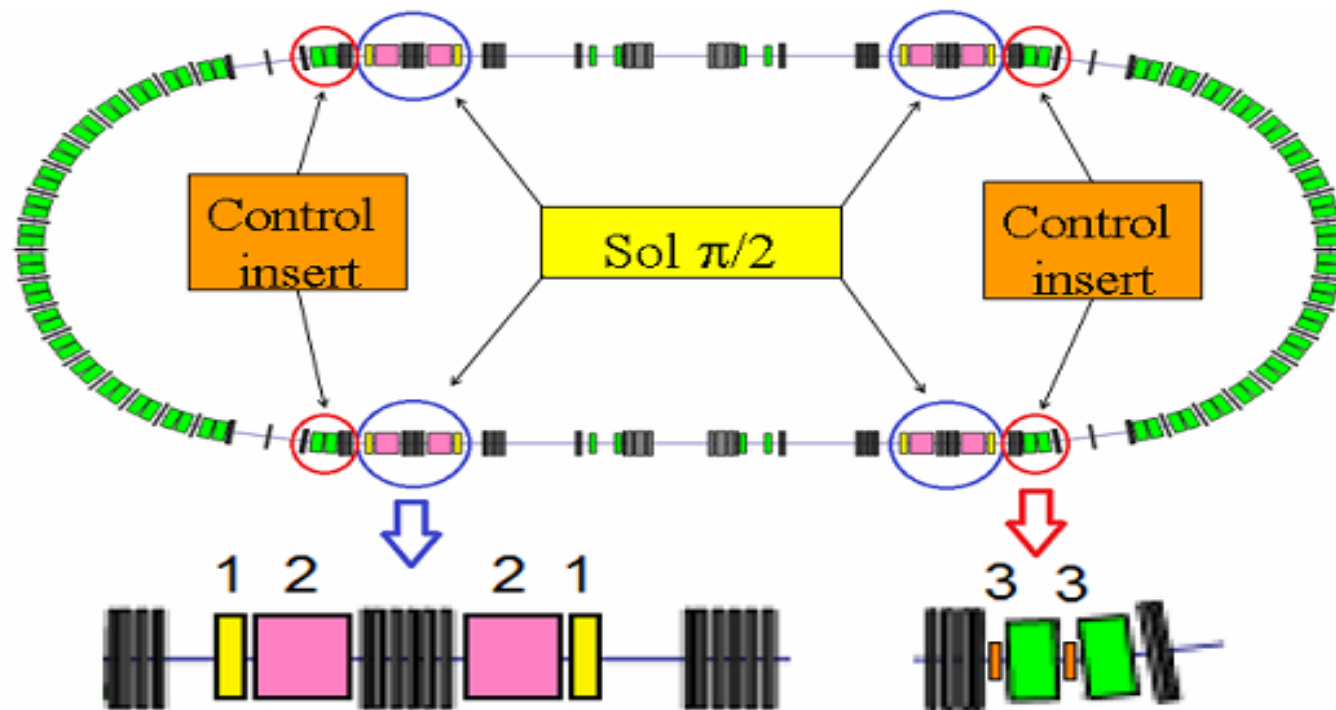 Control
insert
Sol π/2
Control
insert
1 2 2 1
3 3